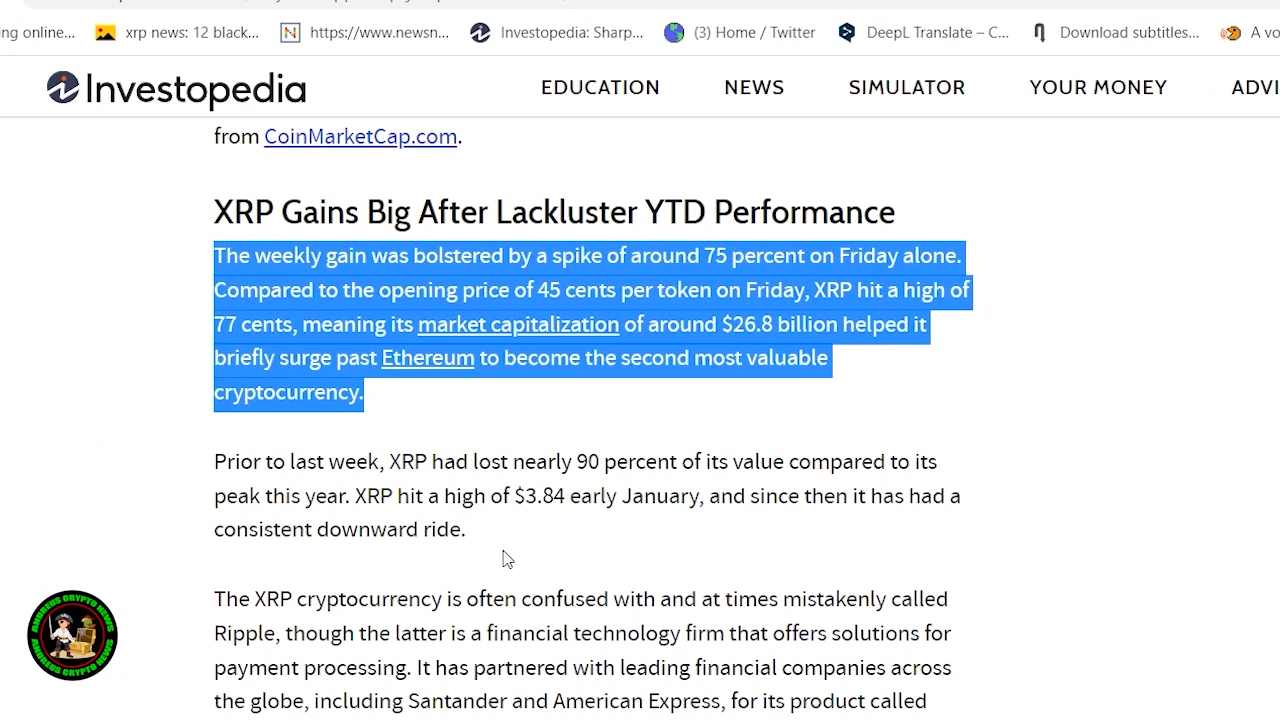 ng online...
xrp news: 12 black...
https://www.newsn...
Investopedia: Sharp...
(3) Home / Twitter
DeepL Translate – C...
Download subtitles...
A vo
Investopedia
EDUCATION
NEWS
SIMULATOR
YOUR MONEY
ADVI
from CoinMarketCap.com.
XRP Gains Big After Lackluster YTD Performance
The weekly gain was bolstered by a spike of around 75 percent on Friday alone.
Compared to the opening price of 45 cents per token on Friday, XRP hit a high of
77 cents, meaning its market capitalization of around $26.8 billion helped it
briefly surge past Ethereum to become the second most valuable
cryptocurrency.
Prior to last week, XRP had lost nearly 90 percent of its value compared to its
peak this year. XRP hit a high of $3.84 early January, and since then it has had a
consistent downward ride.
The XRP cryptocurrency is often confused with and at times mistakenly called
Ripple, though the latter is a financial technology firm that offers solutions for
payment processing. It has partnered with leading financial companies across
the globe, including Santander and American Express, for its product called
ANDREUS CRYPTO NEWS
ANDREUS CRYPTO NEWS